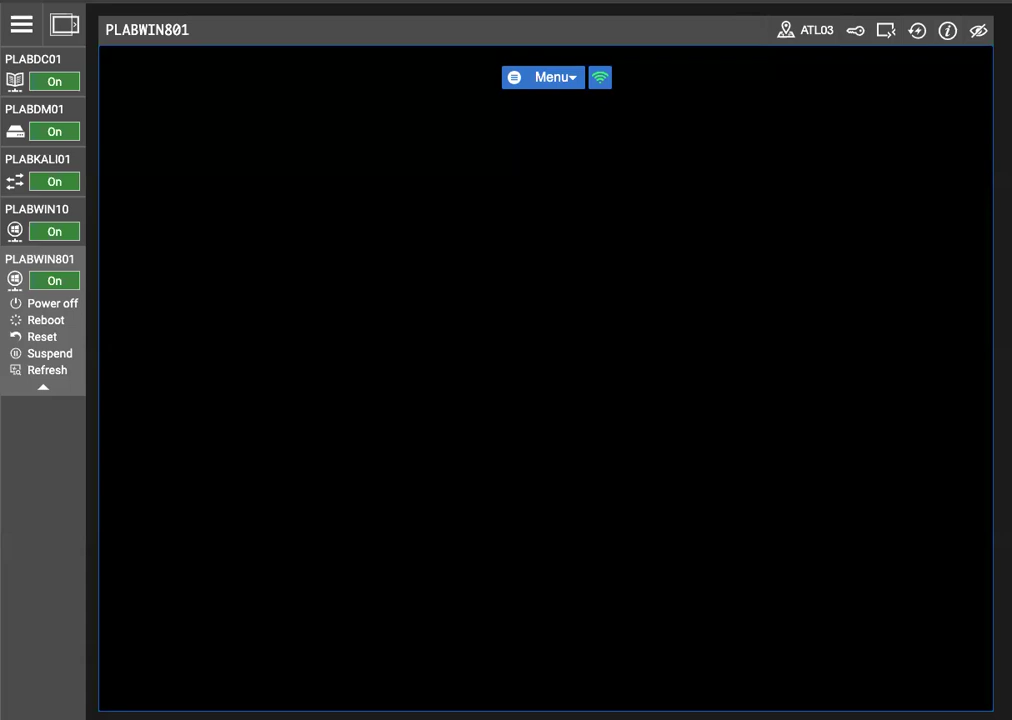 PLABWIN801
ATL03
Menu
PLABDC01
On
PLABDM01
On
PLABKALI01
On
PLABWIN10
On
PLABWIN801
On
Power off
Reboot
Reset
Suspend
Refresh